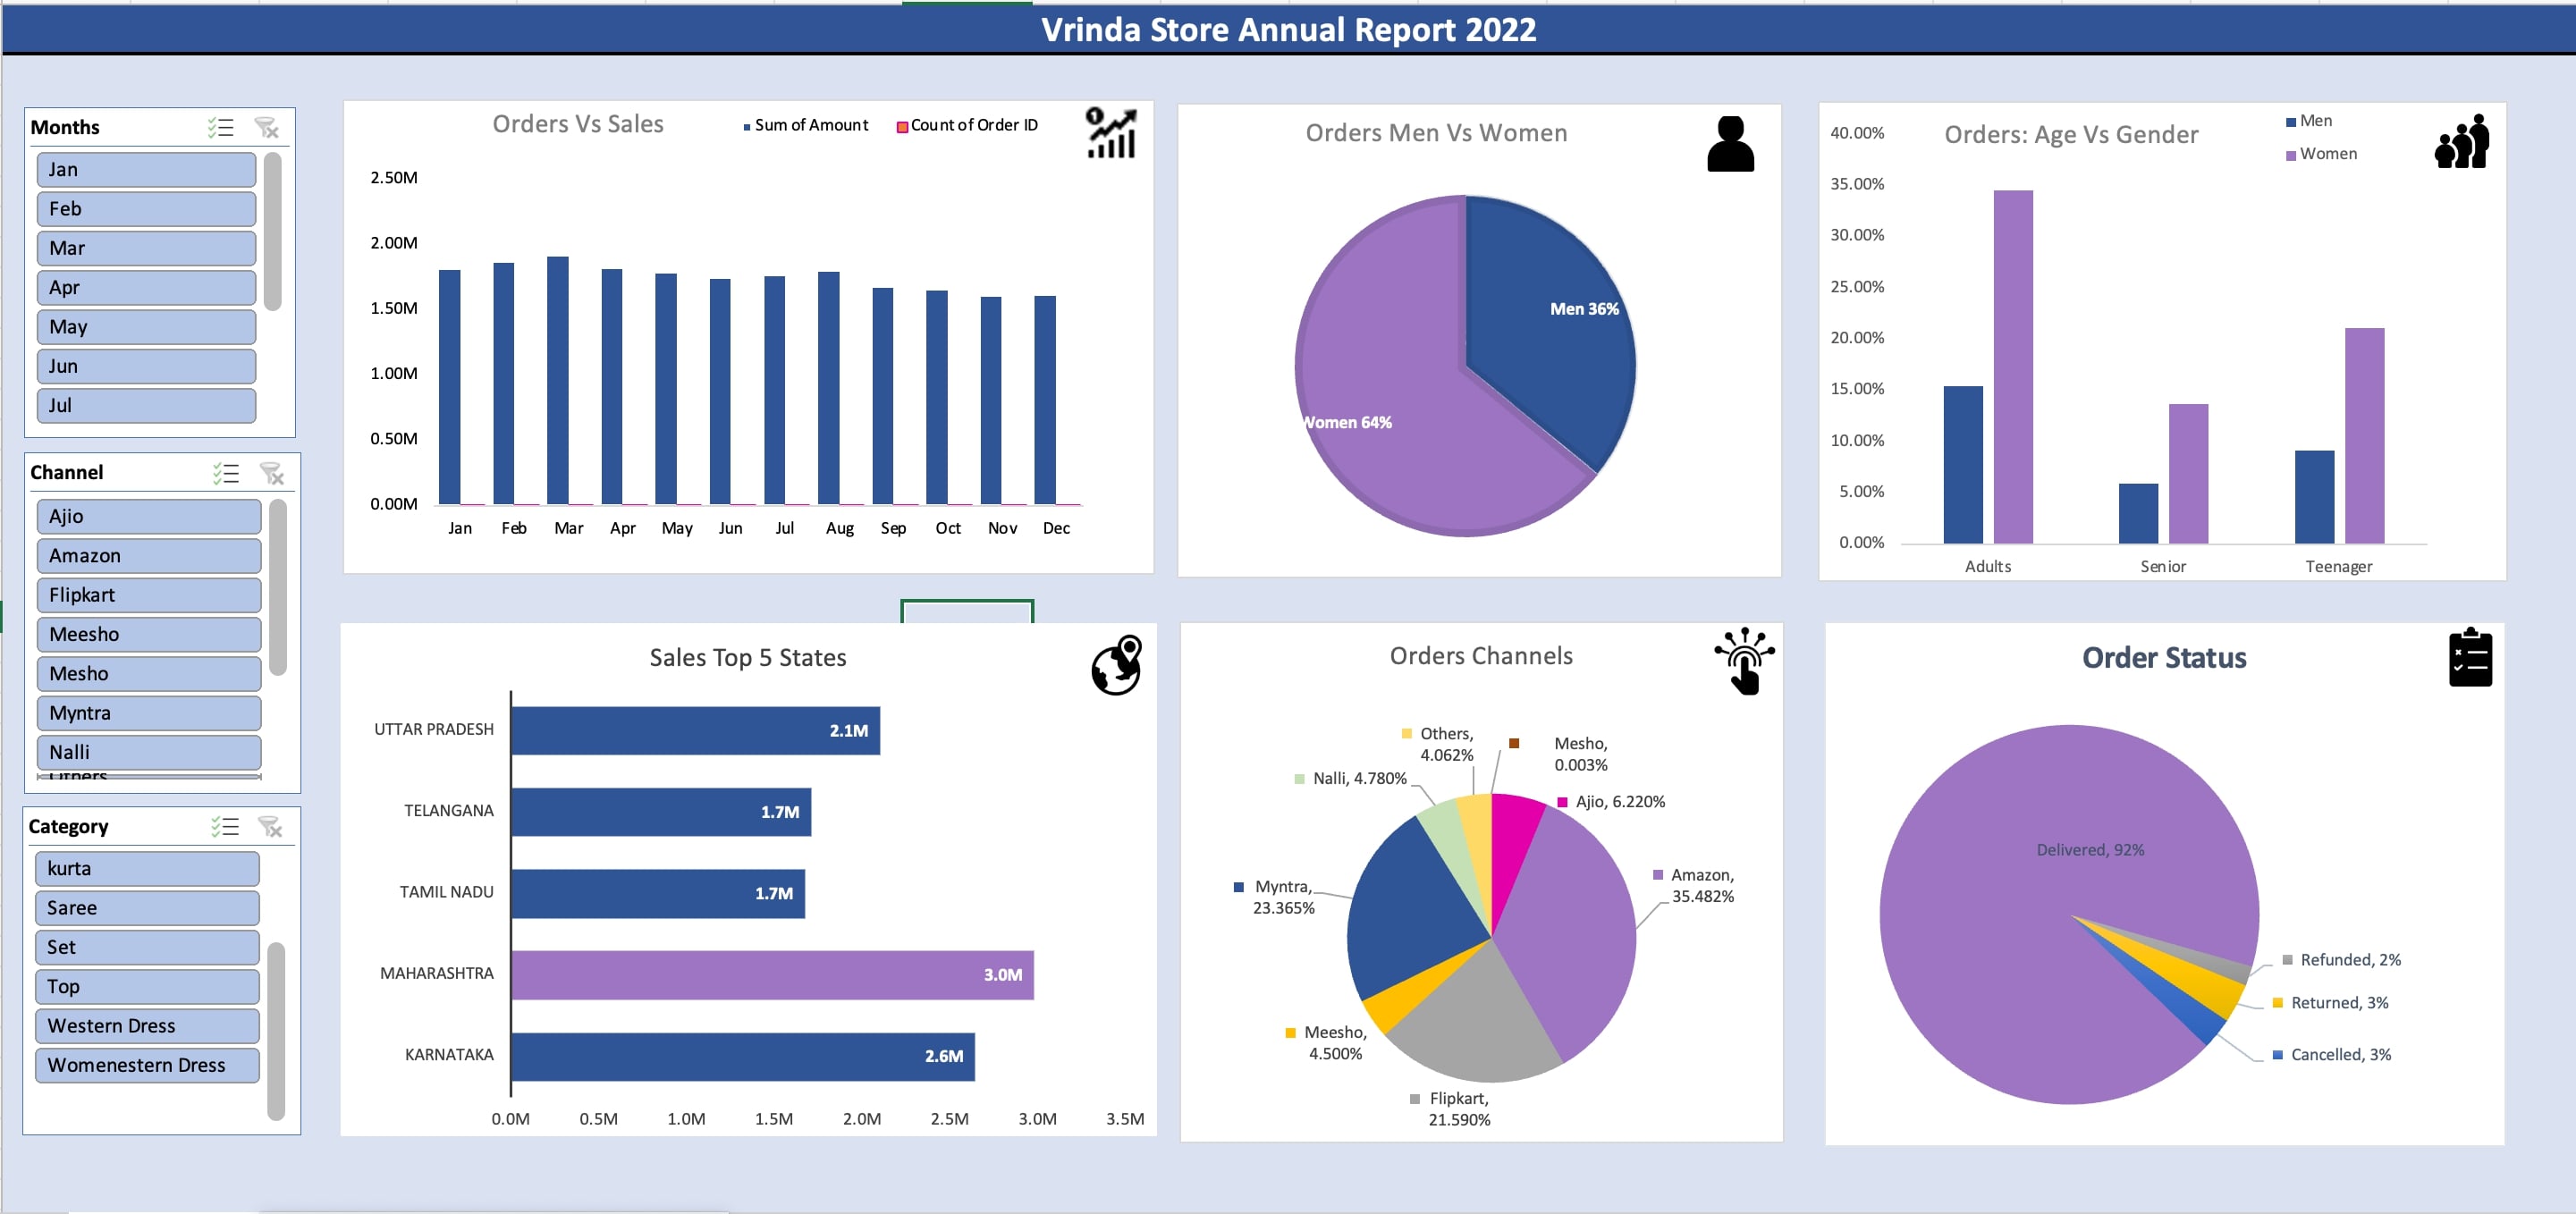 Vrinda Store Annual Report 2022
Months
Jan
Feb
Mar
Apr
May
Jun
Jul
Channel
Ajio
Amazon
Flipkart
Meesho
Mesho
Myntra
Nalli
Others
Category
kurta
Saree
Set
Top
Western Dress
Womenestern Dress
Orders Vs Sales
Sum of Amount
Count of Order ID
2.50M
2.00M
1.50M
1.00M
0.50M
0.00M
Jan Feb Mar Apr May Jun Jul Aug Sep Oct Nov Dec
Orders Men Vs Women
Men 36%
Women 64%
Orders: Age Vs Gender
Men
Women
40.00%
35.00%
30.00%
25.00%
20.00%
15.00%
10.00%
5.00%
0.00%
Adults Senior Teenager
Sales Top 5 States
UTTAR PRADESH 2.1M
TELANGANA 1.7M
TAMIL NADU 1.7M
MAHARASHTRA 3.0M
KARNATAKA 2.6M
0.0M 0.5M 1.0M 1.5M 2.0M 2.5M 3.0M 3.5M
Orders Channels
Others,
4.062%
Mesho,
0.003%
Nalli, 4.780%
Ajio, 6.220%
Myntra,
23.365%
Amazon,
35.482%
Meesho,
4.500%
Flipkart,
21.590%
Order Status
Delivered, 92%
Refunded, 2%
Returned, 3%
Cancelled, 3%